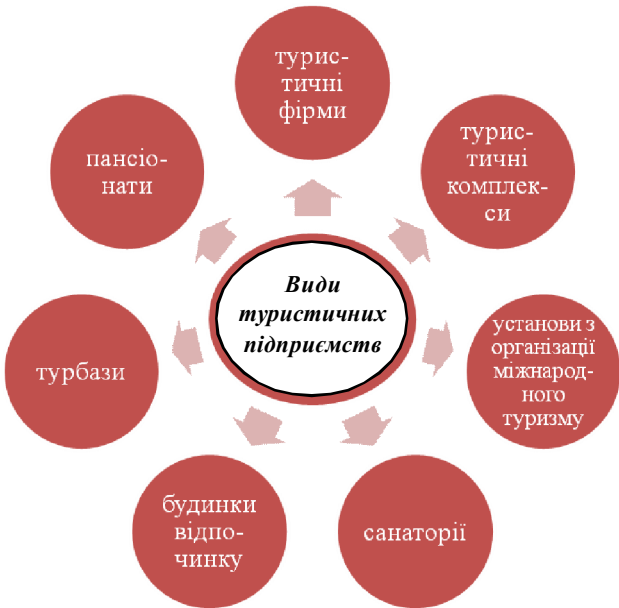 Види
туристичних
підприємств
турис-
тичні
фірми
турис-
тичні
комплек-
си
установи з
організації
міжнарод-
ного
туризму
санаторії
будинки
відпо-
чинку
турбази
пансіо-
нати